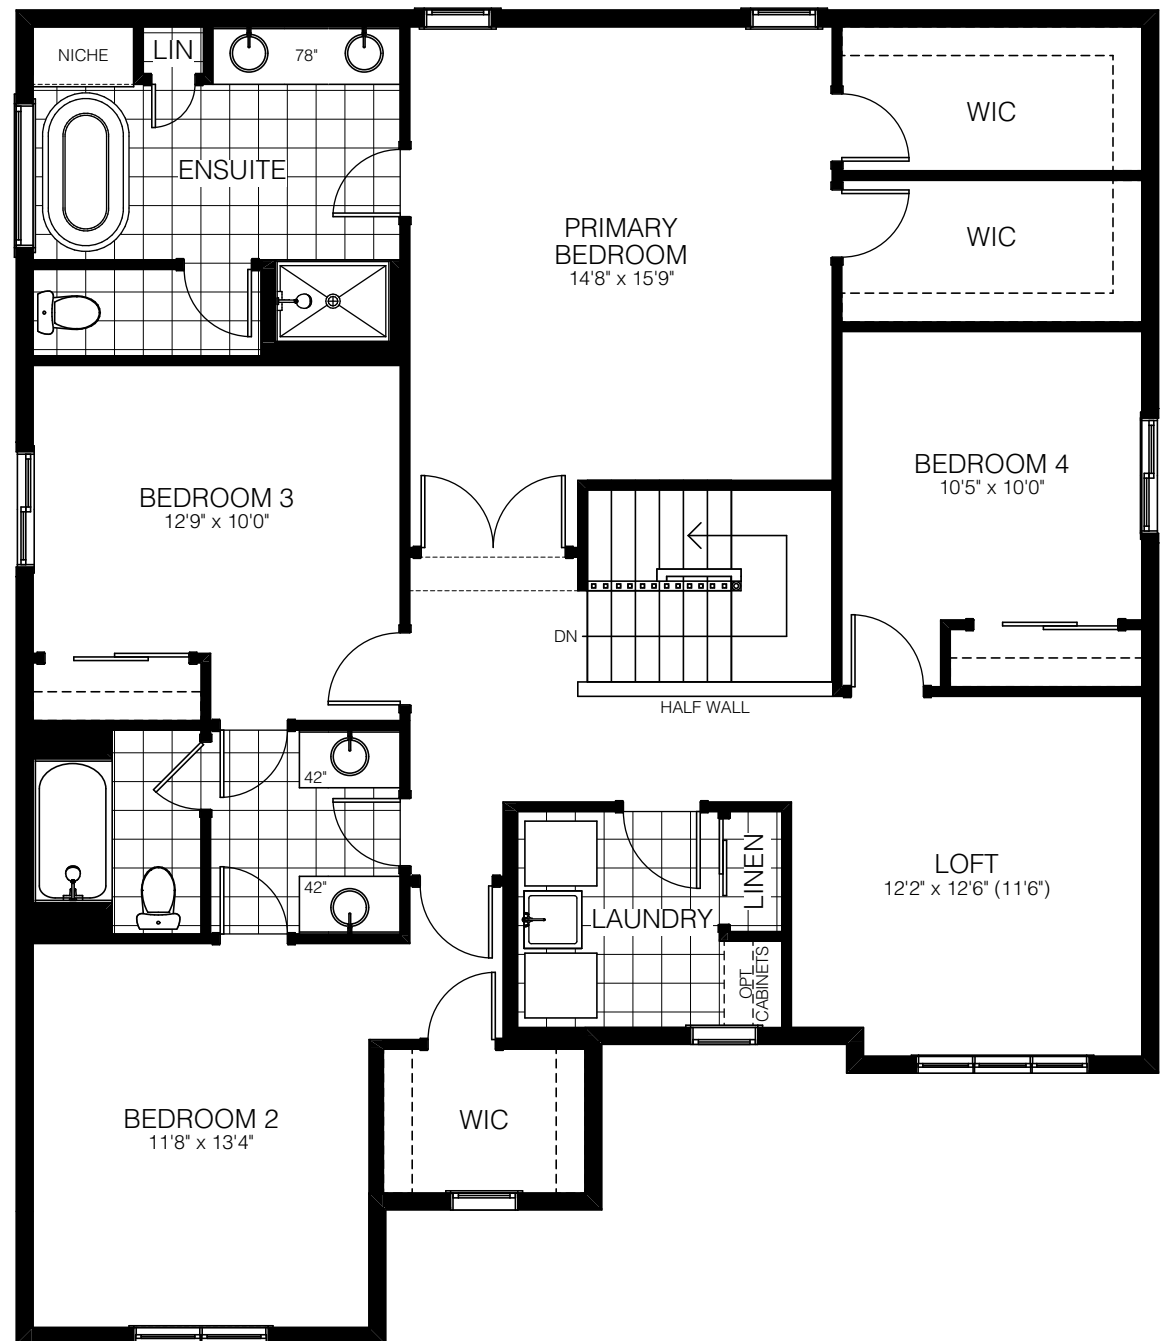 NICHE
LIN
78"
WIC
ENSUITE
PRIMARY
BEDROOM
14'8" x 15'9"
WIC
BEDROOM 3
12'9" x 10'0"
BEDROOM 4
10'5" x 10'0"
DN
HALF WALL
42"
42"
LAUNDRY
LINEN
OPT
CABINETS
LOFT
12'2" x 12'6" (11'6")
BEDROOM 2
11'8" x 13'4"
WIC